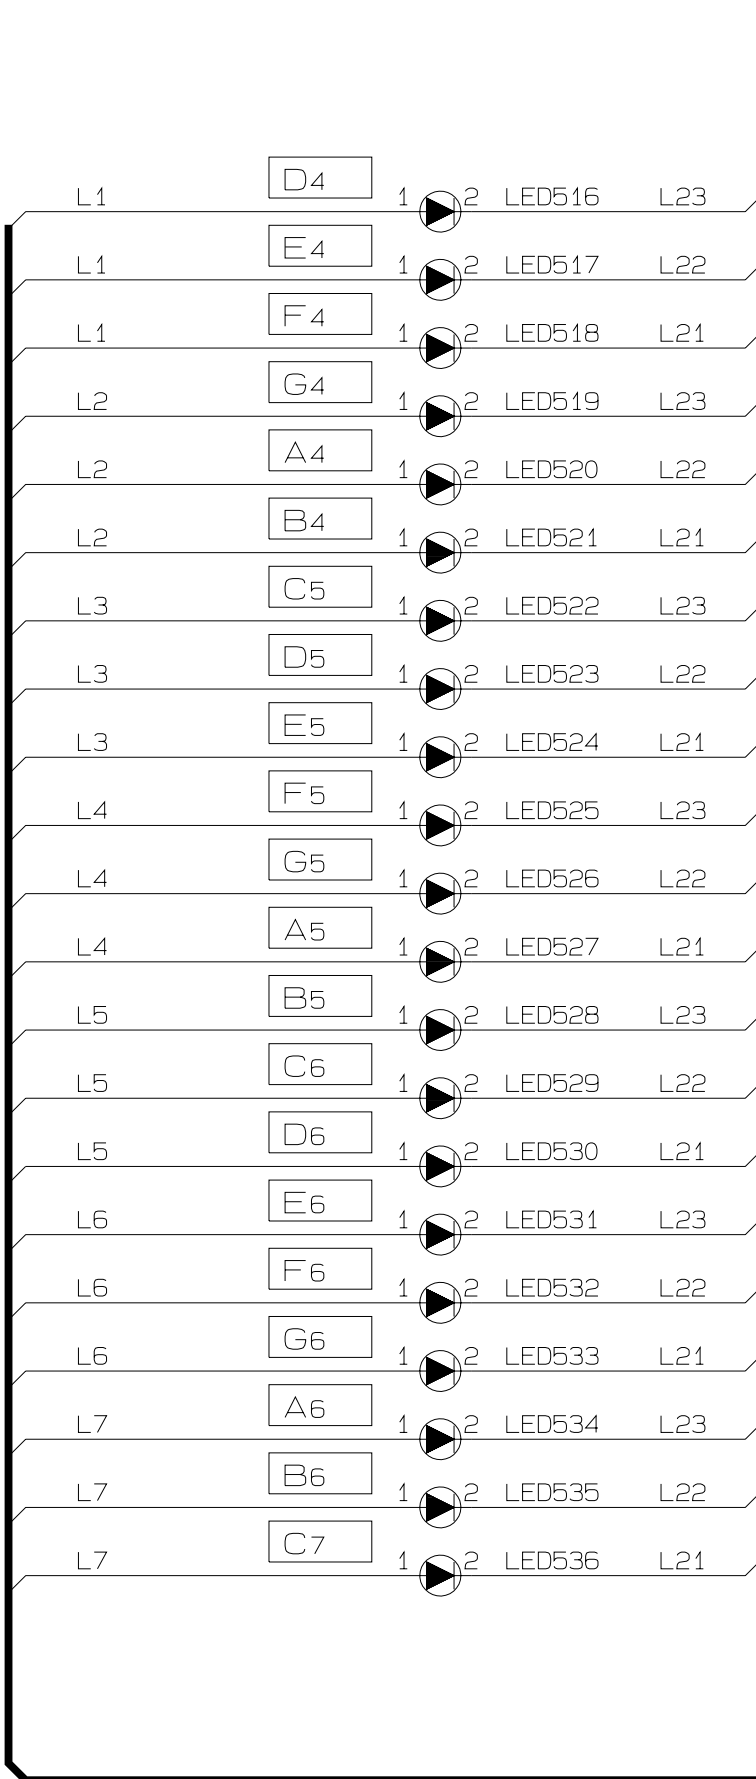 L1 D4 1 2 LED516 L23
L1 E4 1 2 LED517 L22
L1 F4 1 2 LED518 L21
L2 G4 1 2 LED519 L23
L2 A4 1 2 LED520 L22
L2 B4 1 2 LED521 L21
L3 C5 1 2 LED522 L23
L3 D5 1 2 LED523 L22
L3 E5 1 2 LED524 L21
L4 F5 1 2 LED525 L23
L4 G5 1 2 LED526 L22
L4 A5 1 2 LED527 L21
L5 B5 1 2 LED528 L23
L5 C6 1 2 LED529 L22
L5 D6 1 2 LED530 L21
L6 E6 1 2 LED531 L23
L6 F6 1 2 LED532 L22
L6 G6 1 2 LED533 L21
L7 A6 1 2 LED534 L23
L7 B6 1 2 LED535 L22
L7 C7 1 2 LED536 L21